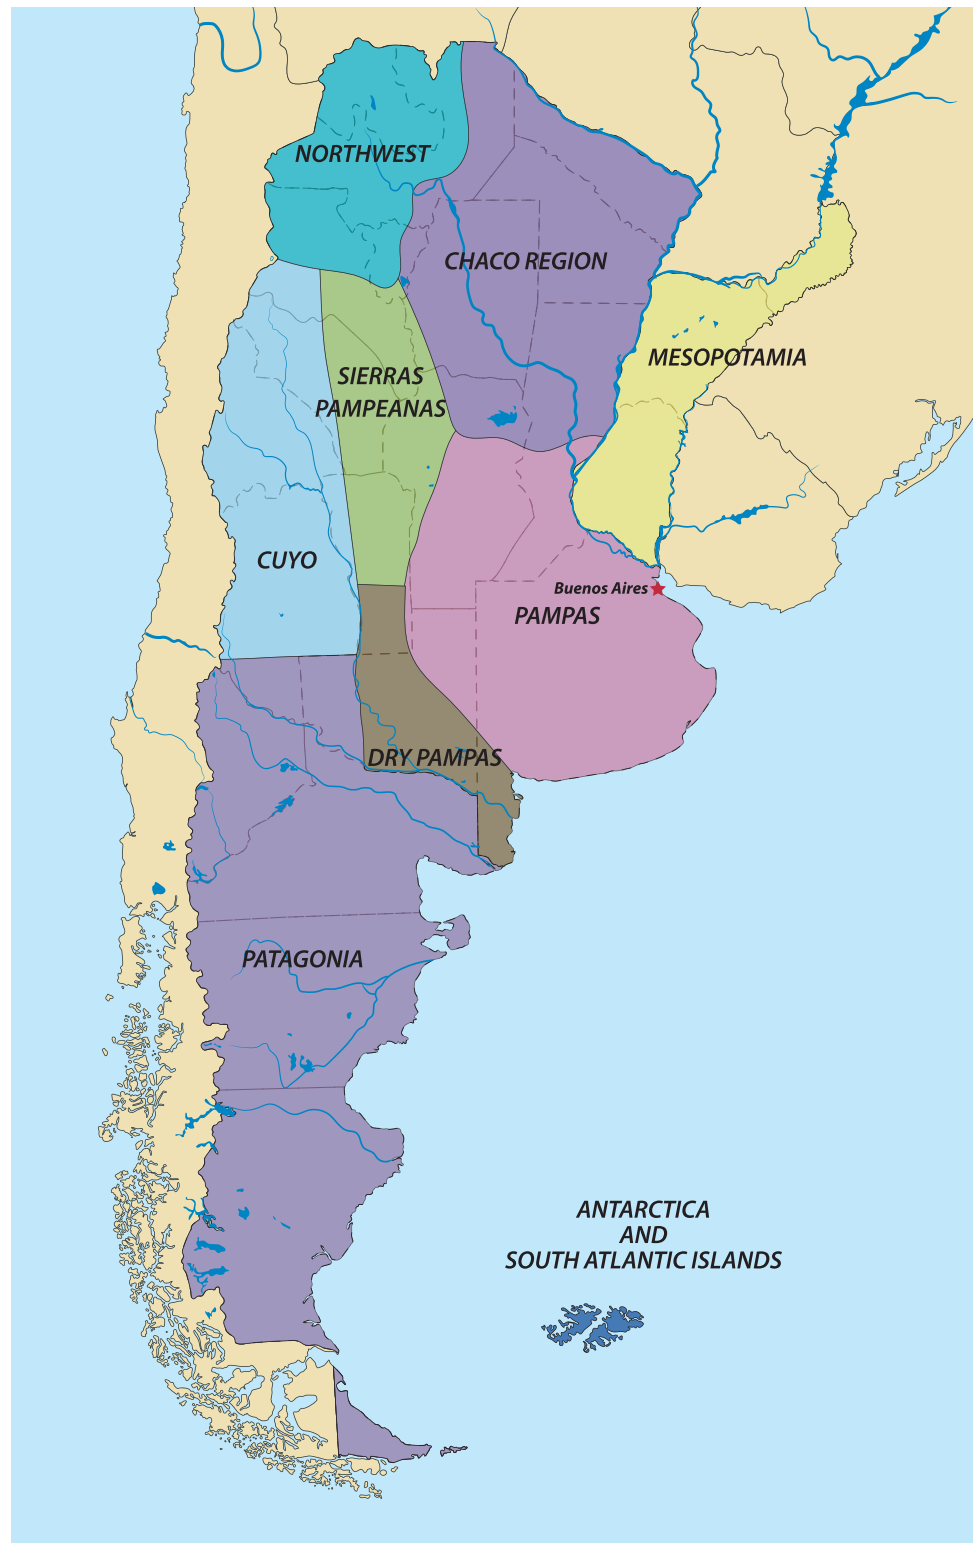 NORTHWEST
CHACO REGION
MESOPOTAMIA
SIERRAS
PAMPEANAS
CUYO
Buenos Aires
PAMPAS
DRY PAMPAS
PATAGONIA
ANTARCTICA
AND
SOUTH ATLANTIC ISLANDS